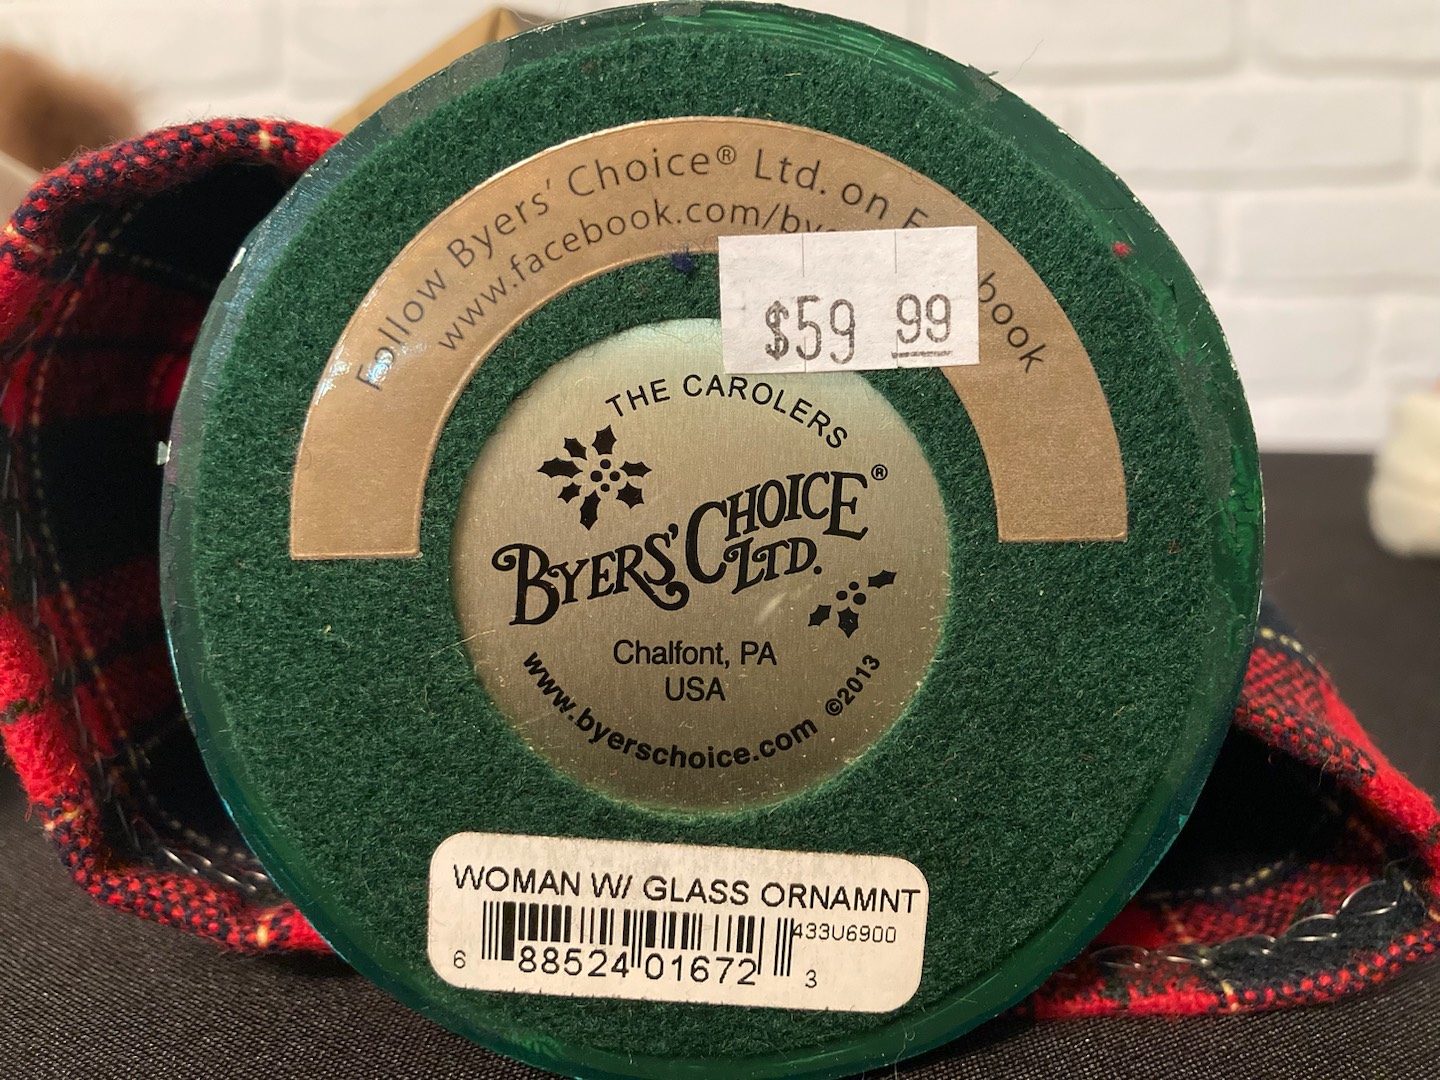 Follow Byers' Choice® Ltd. on F book
www.facebook.com/by
$59 99
THE CAROLERS
BYERS' CHOICE®
LTD.
Chalfont, PA
USA
www.byerschoice.com ©2013
WOMAN W/ GLASS ORNAMNT
433U6900
6 88524 01672 3